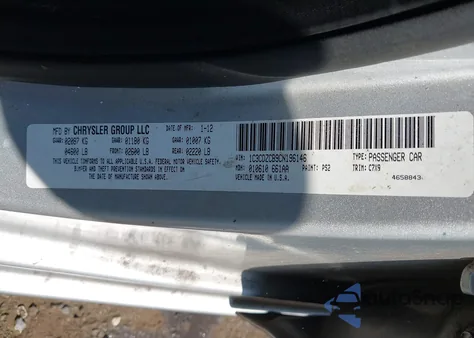 MFD BY CHRYSLER GROUP LLC DATE OF MFR: 1-12
GVWR: 02087 KG GAWR: 01180 KG GAWR: 01007 KG
04600 LB FRONT: 02600 LB REAR: 02220 LB
THIS VEHICLE CONFORMS TO ALL APPLICABLE U.S.A. FEDERAL MOTOR VEHICLE SAFETY,
BUMPER, AND THEFT PREVENTION STANDARDS IN EFFECT ON
THE DATE OF MANUFACTURE SHOWN ABOVE.
VIN: 1C3CDZCB9CN196146 TYPE: PASSENGER CAR
MDH: 010610 661AA PAINT: PS2 TRIM: C7X9
VEHICLE MADE IN U.S.A. 4658843